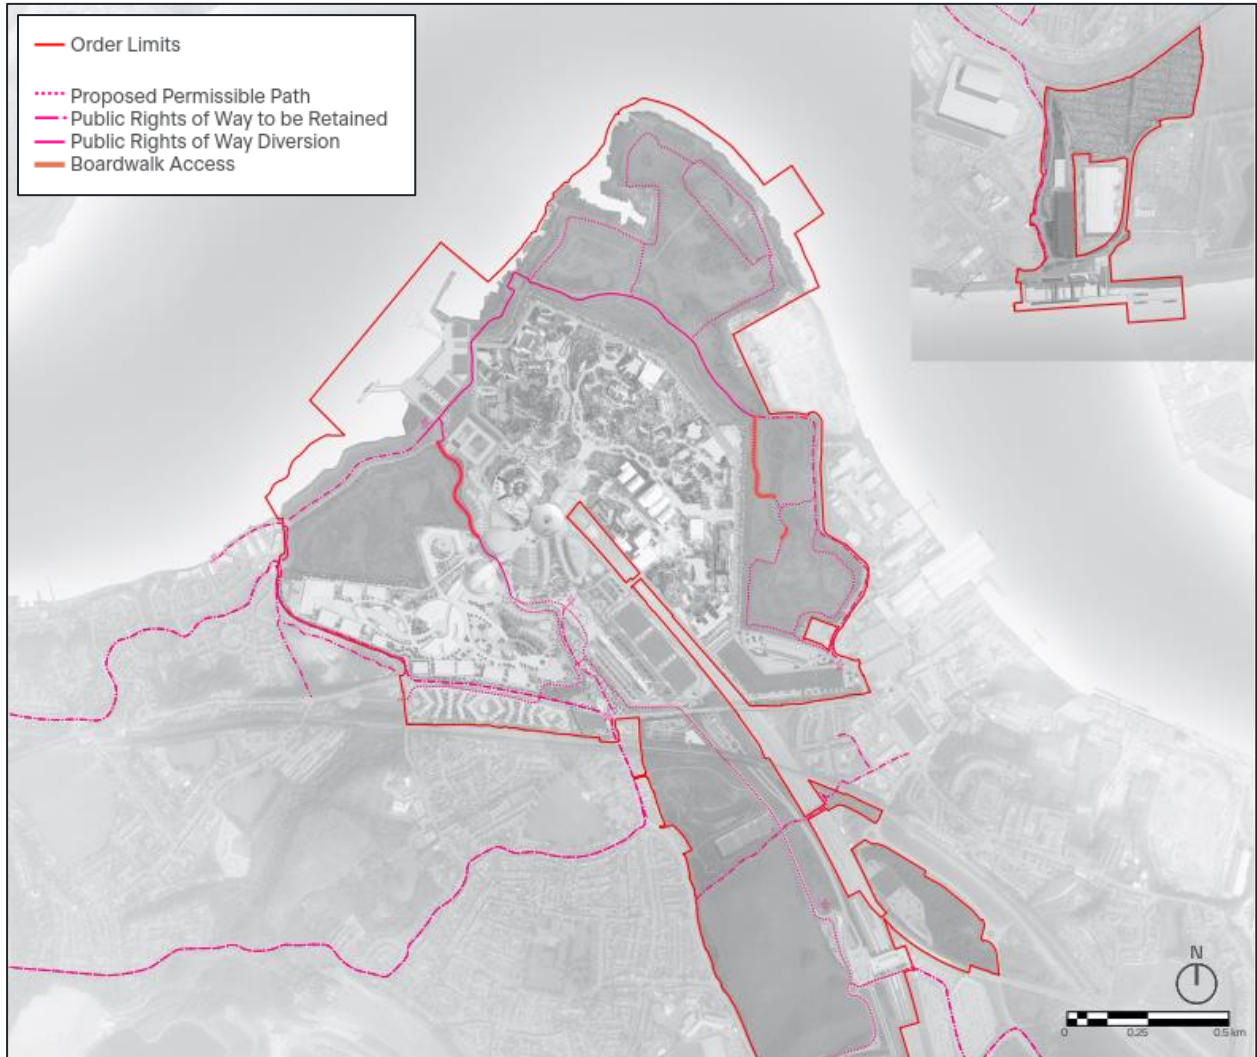 Order Limits
Proposed Permissible Path
Public Rights of Way to be Retained
Public Rights of Way Diversion
Boardwalk Access
N
0 0.25 0.5 km